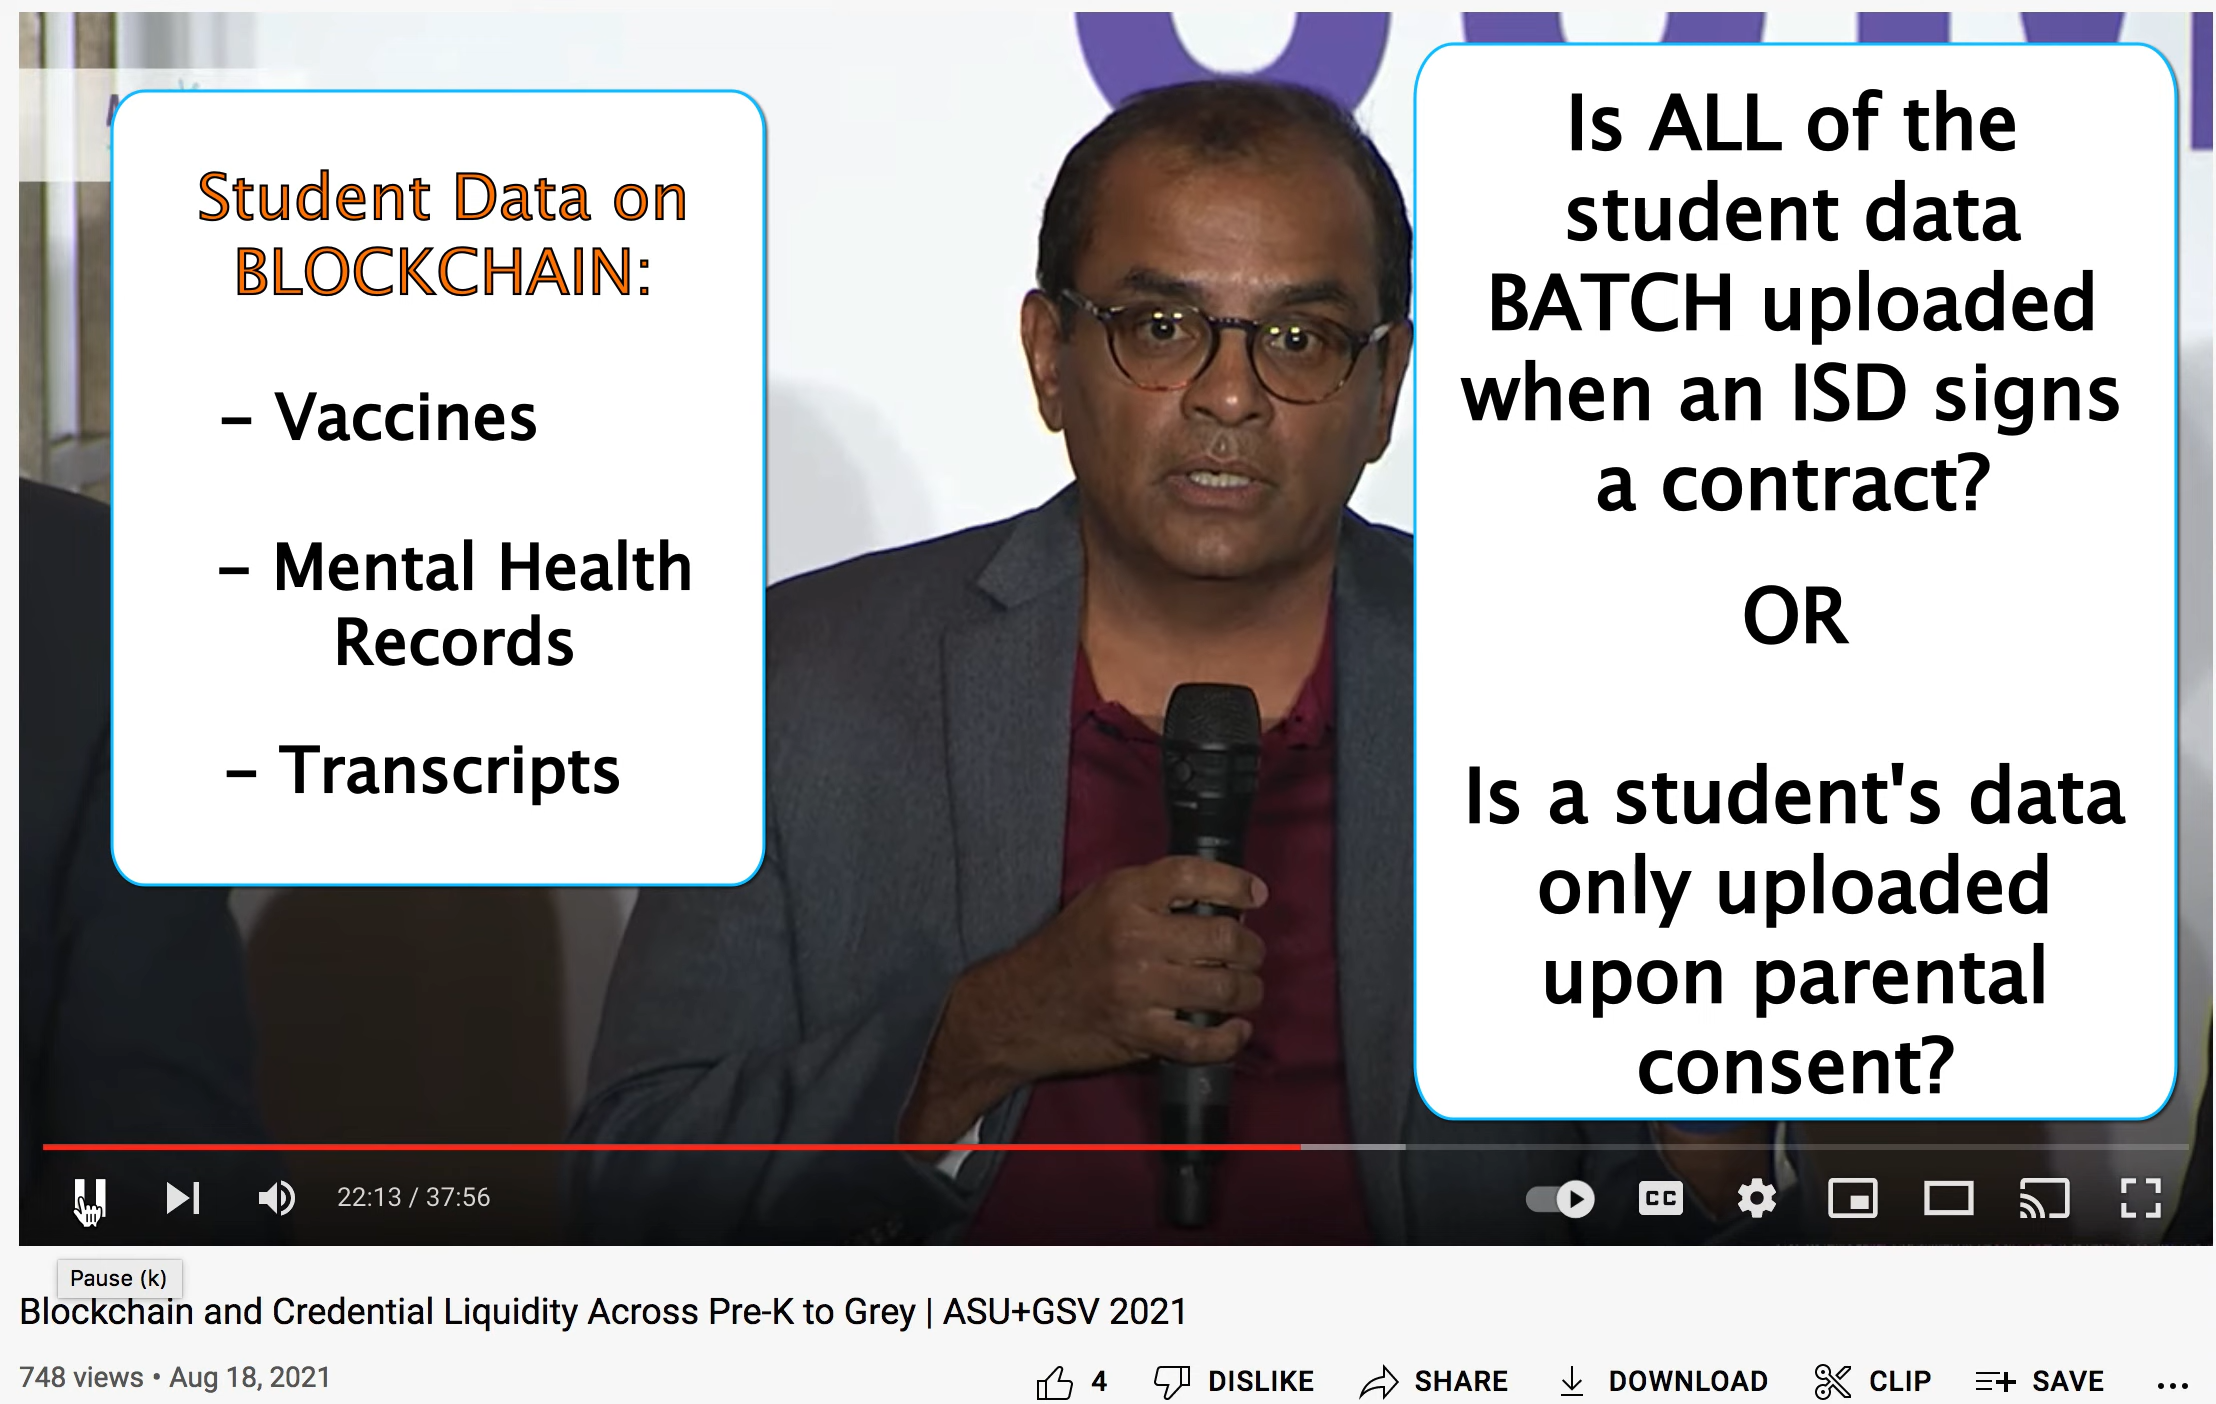 Student Data on
BLOCKCHAIN:
– Vaccines
– Mental Health
Records
– Transcripts
Is ALL of the
student data
BATCH uploaded
when an ISD signs
a contract?
OR
Is a student's data
only uploaded
upon parental
consent?
22:13 / 37:56
CC
Pause (k)
Blockchain and Credential Liquidity Across Pre-K to Grey | ASU+GSV 2021
748 views • Aug 18, 2021
4 DISLIKE SHARE DOWNLOAD CLIP SAVE ...